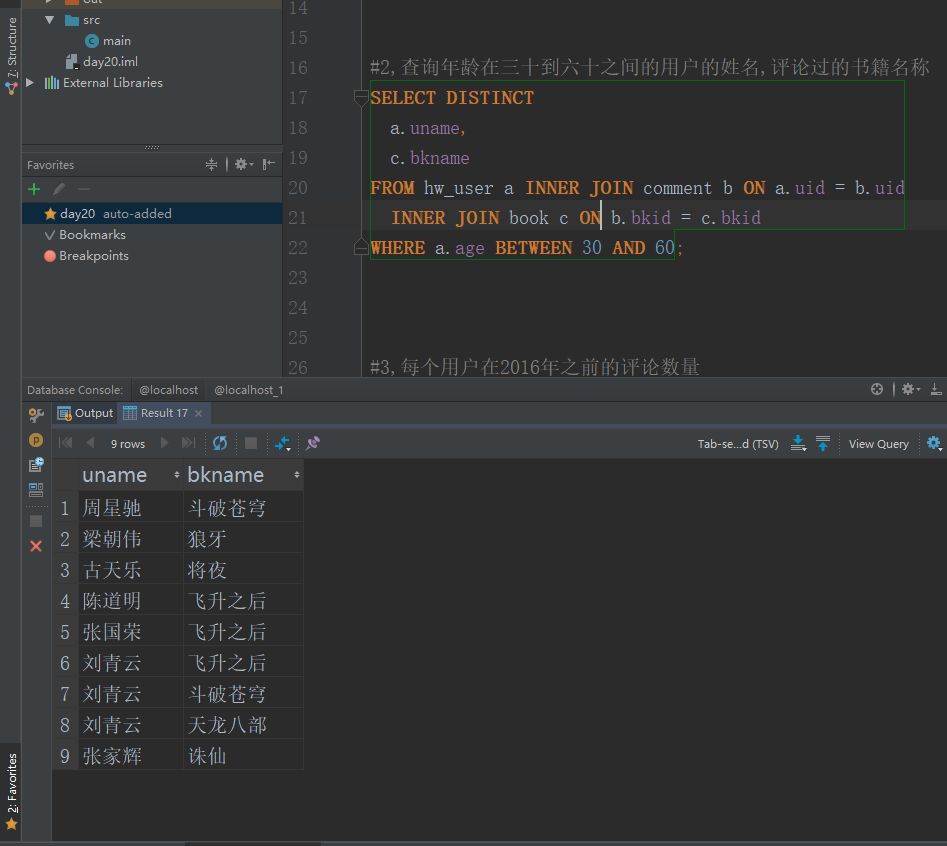 out
src
main
day20.iml
External Libraries
7: Structure
Favorites
day20 auto-added
Bookmarks
Breakpoints
14
15
16 #2,查询年龄在三十到六十之间的用户的姓名,评论过的书籍名称
17 SELECT DISTINCT
18 a.uname,
19 c.bkname
20 FROM hw_user a INNER JOIN comment b ON a.uid = b.uid
21 INNER JOIN book c ON b.bkid = c.bkid
22 WHERE a.age BETWEEN 30 AND 60;
23
24
25
26 #3,每个用户在2016年之前的评论数量
Database Console: @localhost @localhost_1
Output Result 17
9 rows Tab-se...d (TSV) View Query
uname bkname
1 周星驰 斗破苍穹
2 梁朝伟 狼牙
3 古天乐 将夜
4 陈道明 飞升之后
5 张国荣 飞升之后
6 刘青云 飞升之后
7 刘青云 斗破苍穹
8 刘青云 天龙八部
9 张家辉 诛仙
2: Favorites